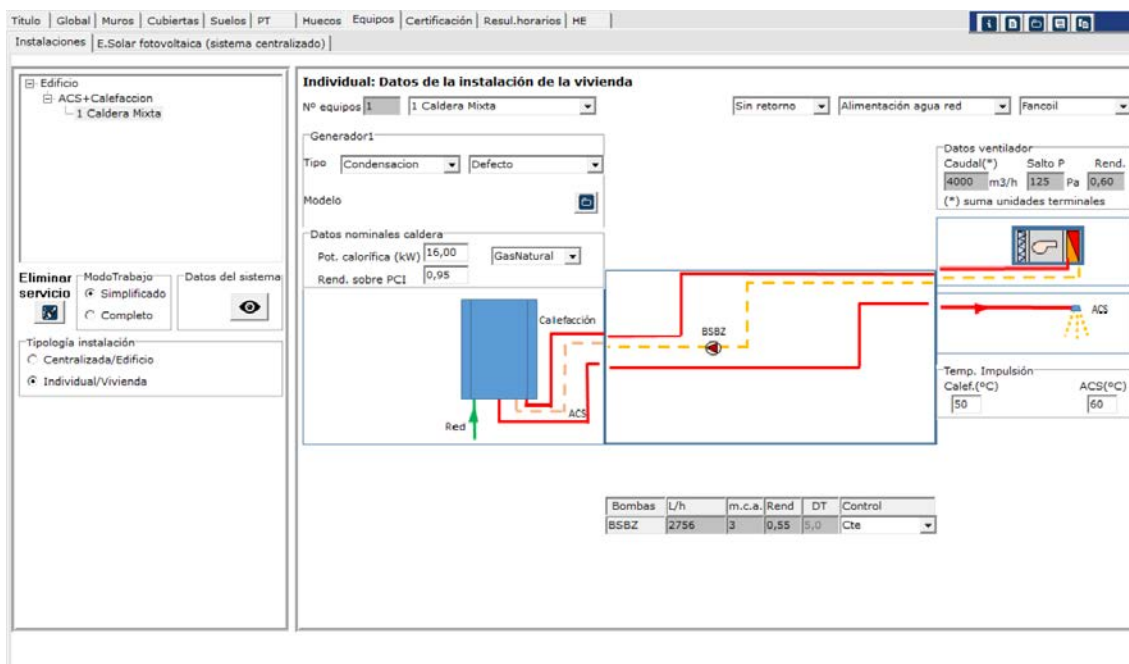 Título Global Muros Cubiertas Suelos PT Huecos Equipos Certificación Resul.horarios HE
Instalaciones E.Solar fotovoltaica (sistema centralizado)
Edificio
ACS+Calefaccion
1 Caldera Mixta
Eliminar servicio
ModoTrabajo
Simplificado
Completo
Datos del sistema
Tipología instalación
Centralizada/Edificio
Individual/Vivienda
Individual: Datos de la instalación de la vivienda
Nº equipos 1 1 Caldera Mixta Sin retorno Alimentación agua red Fancoil
Generador1
Tipo Condensacion Defecto
Modelo
Datos nominales caldera
Pot. calorífica (kW) 16,00 GasNatural
Rend. sobre PCI 0,95
Datos ventilador
Caudal(*) Salto P Rend.
4000 m3/h 125 Pa 0,60
(*) suma unidades terminales
Calefacción
BSBZ
ACS
ACS
Red
Temp. Impulsión
Calef.(ºC) ACS(ºC)
50 60
Bombas L/h m.c.a. Rend DT Control
BSBZ 2756 3 0,55 5,0 Cte